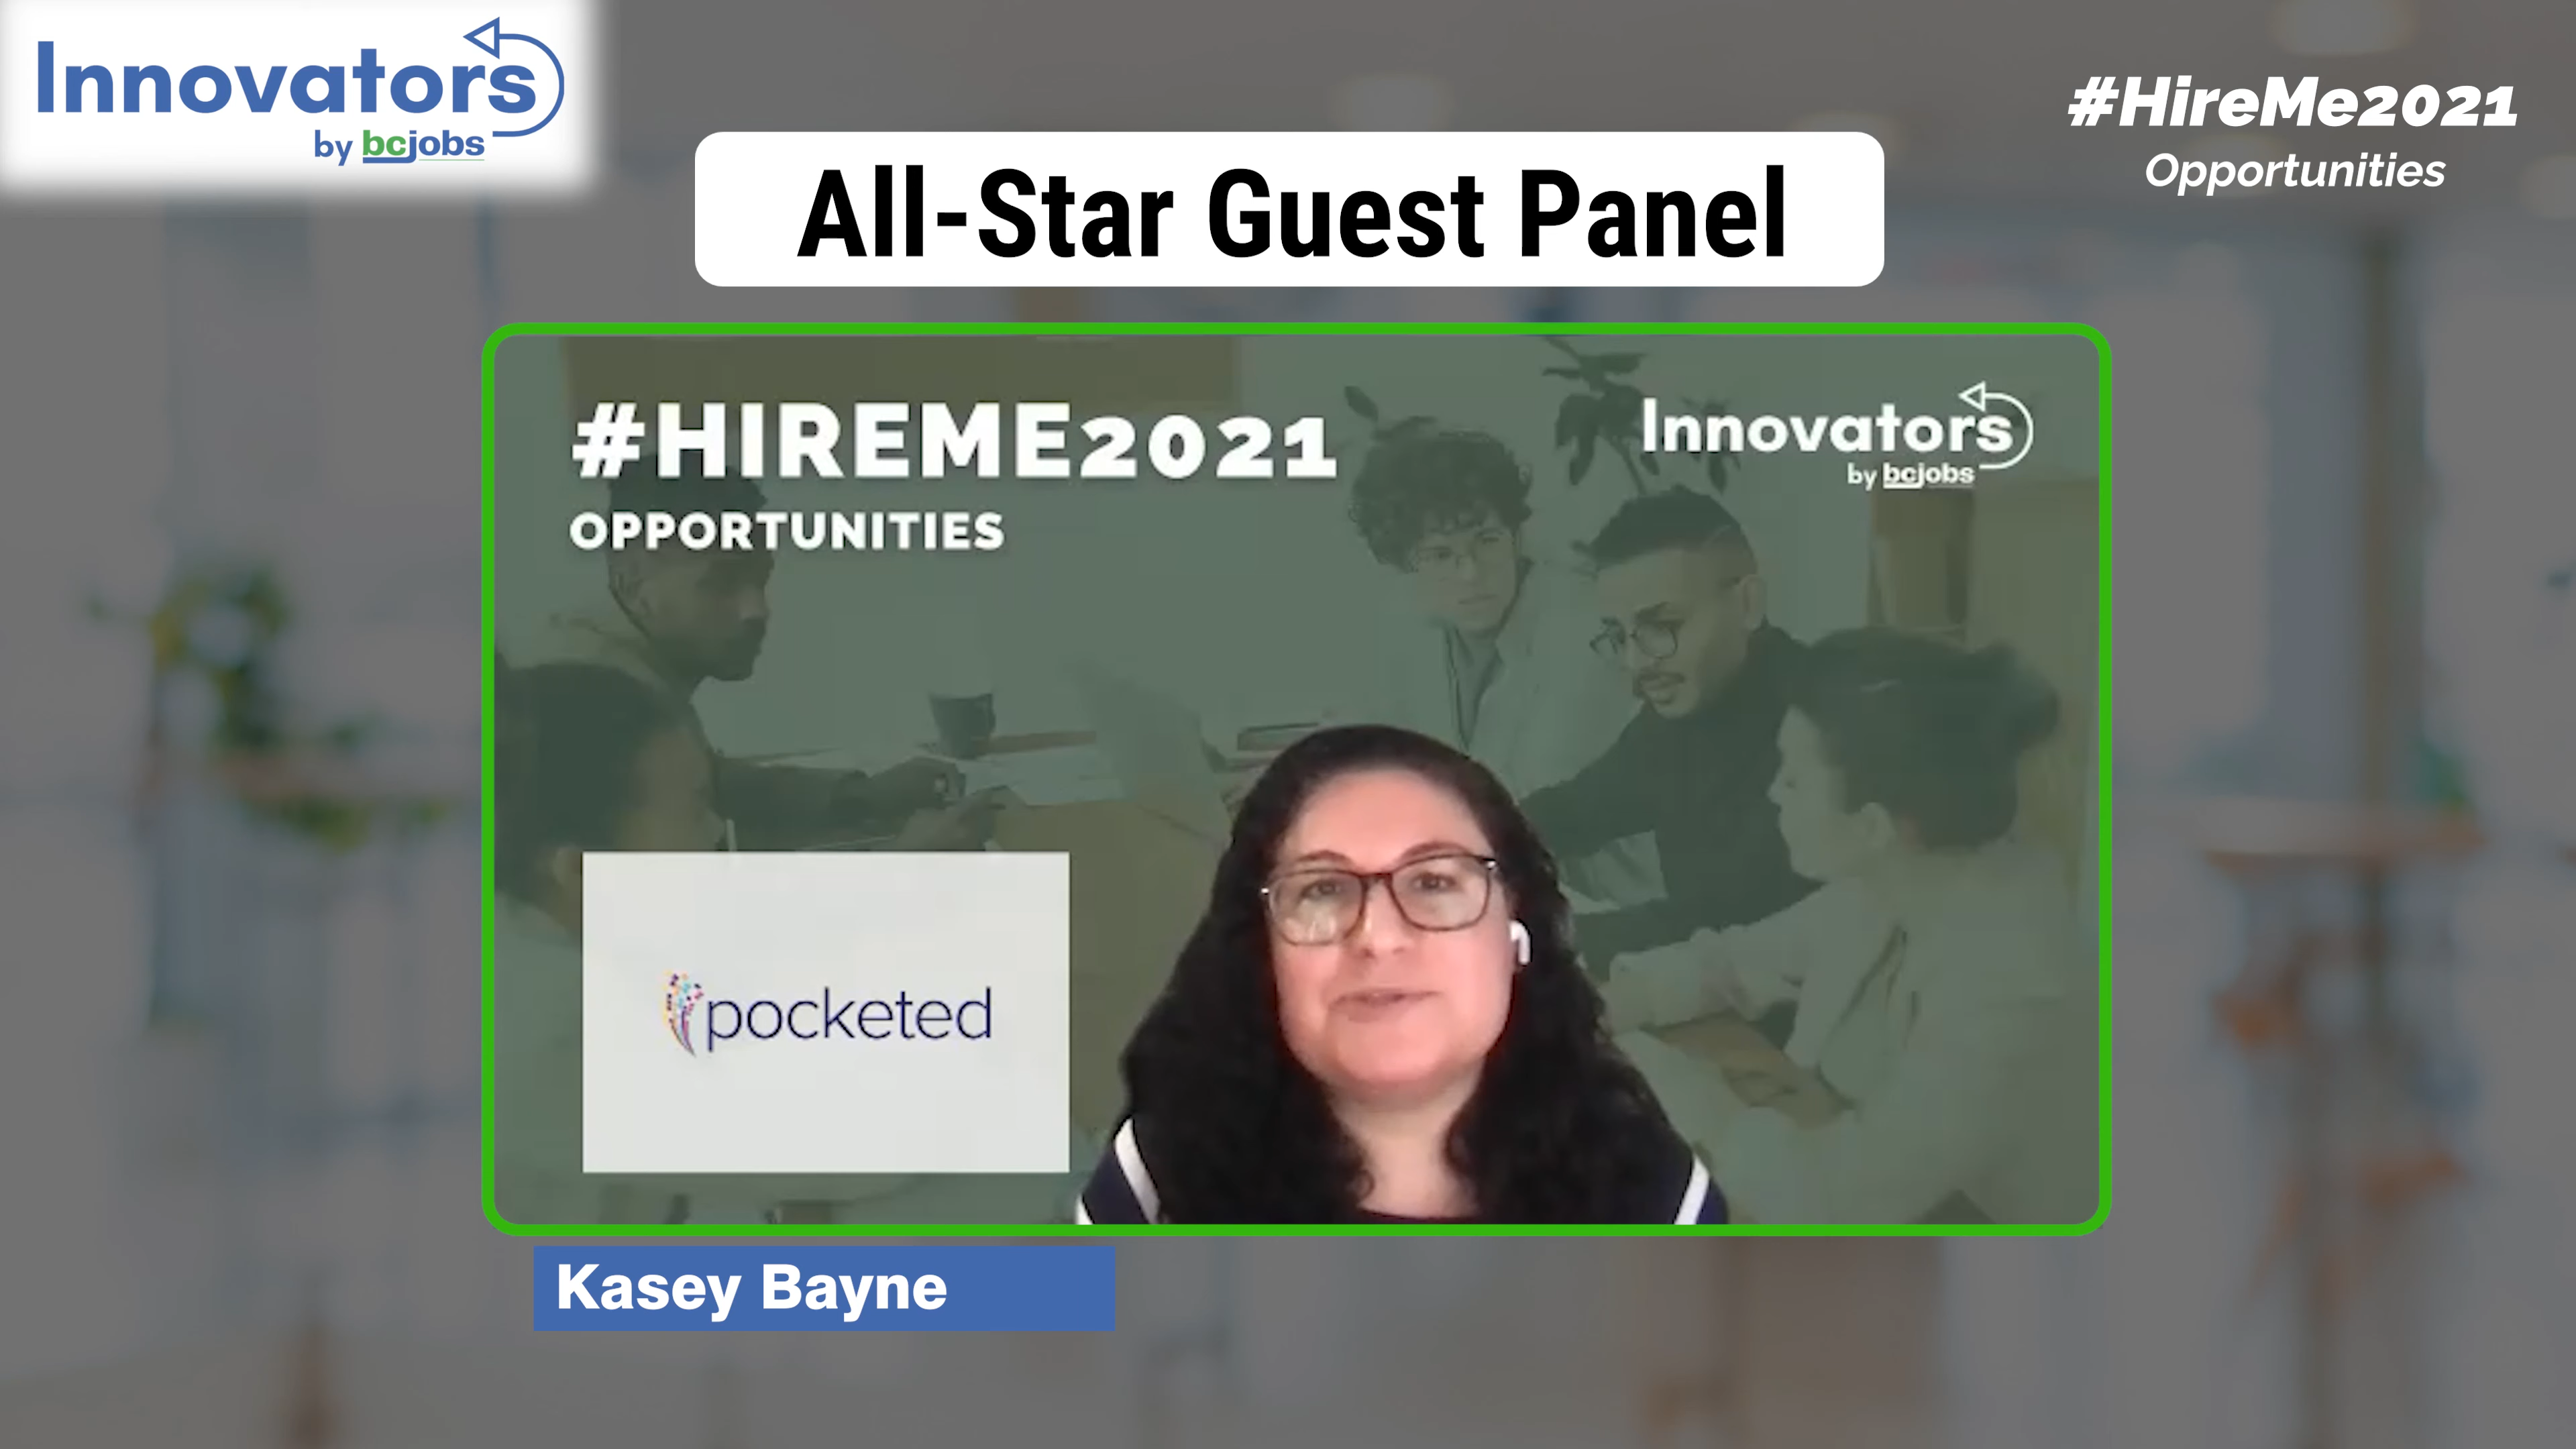 Innovators
by bcjobs
#HireMe2021
Opportunities
All-Star Guest Panel
#HIREME2021
OPPORTUNITIES
Innovators
by bcjobs
pocketed
Kasey Bayne